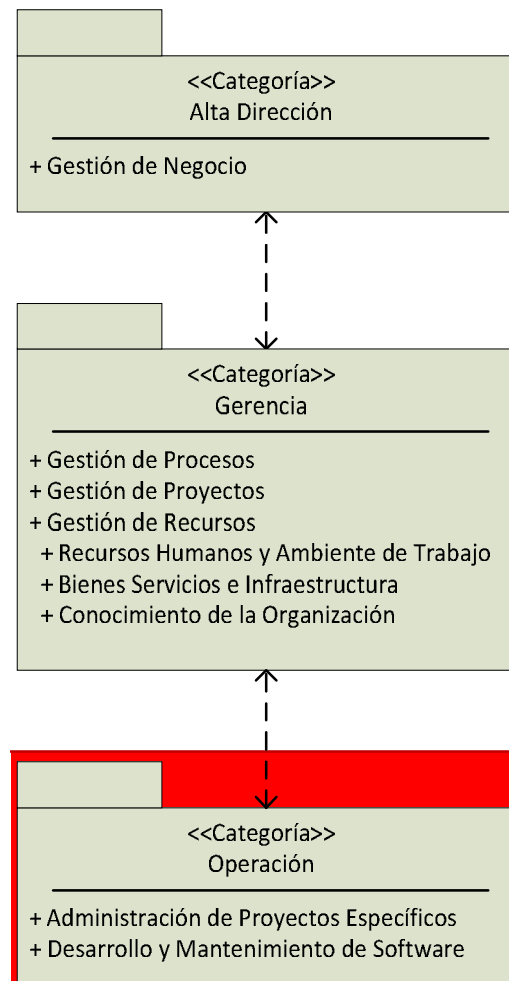 <<Categoría>>
Alta Dirección
+ Gestión de Negocio
<<Categoría>>
Gerencia
+ Gestión de Procesos
+ Gestión de Proyectos
+ Gestión de Recursos
+ Recursos Humanos y Ambiente de Trabajo
+ Bienes Servicios e Infraestructura
+ Conocimiento de la Organización
<<Categoría>>
Operación
+ Administración de Proyectos Específicos
+ Desarrollo y Mantenimiento de Software